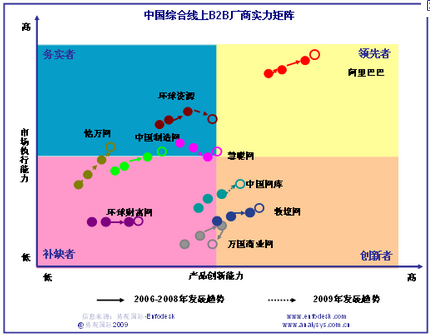 中国综合线上B2B厂商实力矩阵
高
务实者
领先者
阿里巴巴
环球资源
铭万网
中国制造网
慧聪网
市场执行能力
中国网库
环球财富网
敦煌网
万国商业网
补缺者
创新者
低
低
产品创新能力
高
2006-2008年发展趋势
2009年发展趋势
信息来源：易观国际·Enfodesk
www.enfodesk.com
@易观国际2009
www.analysys.com.cn